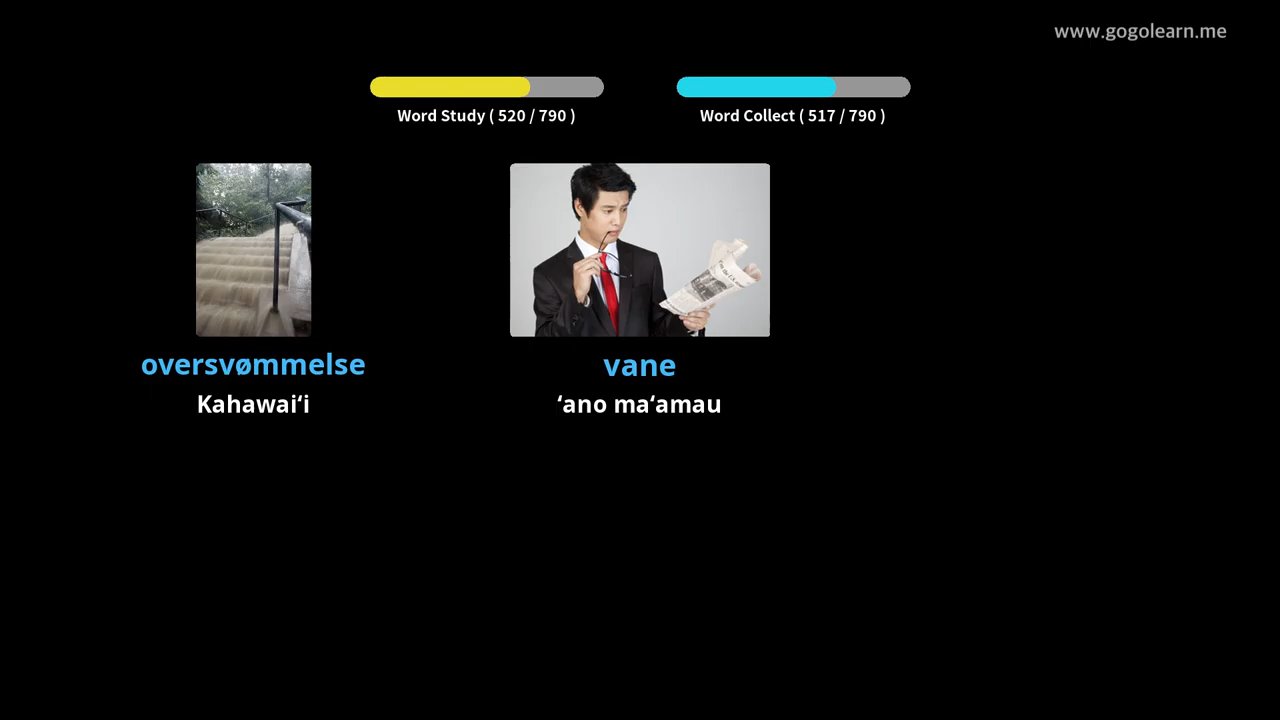 www.gogolearn.me
Word Study ( 520 / 790 )
Word Collect ( 517 / 790 )
oversvømmelse
vane
Kahawaiʻi
ʻano maʻamau